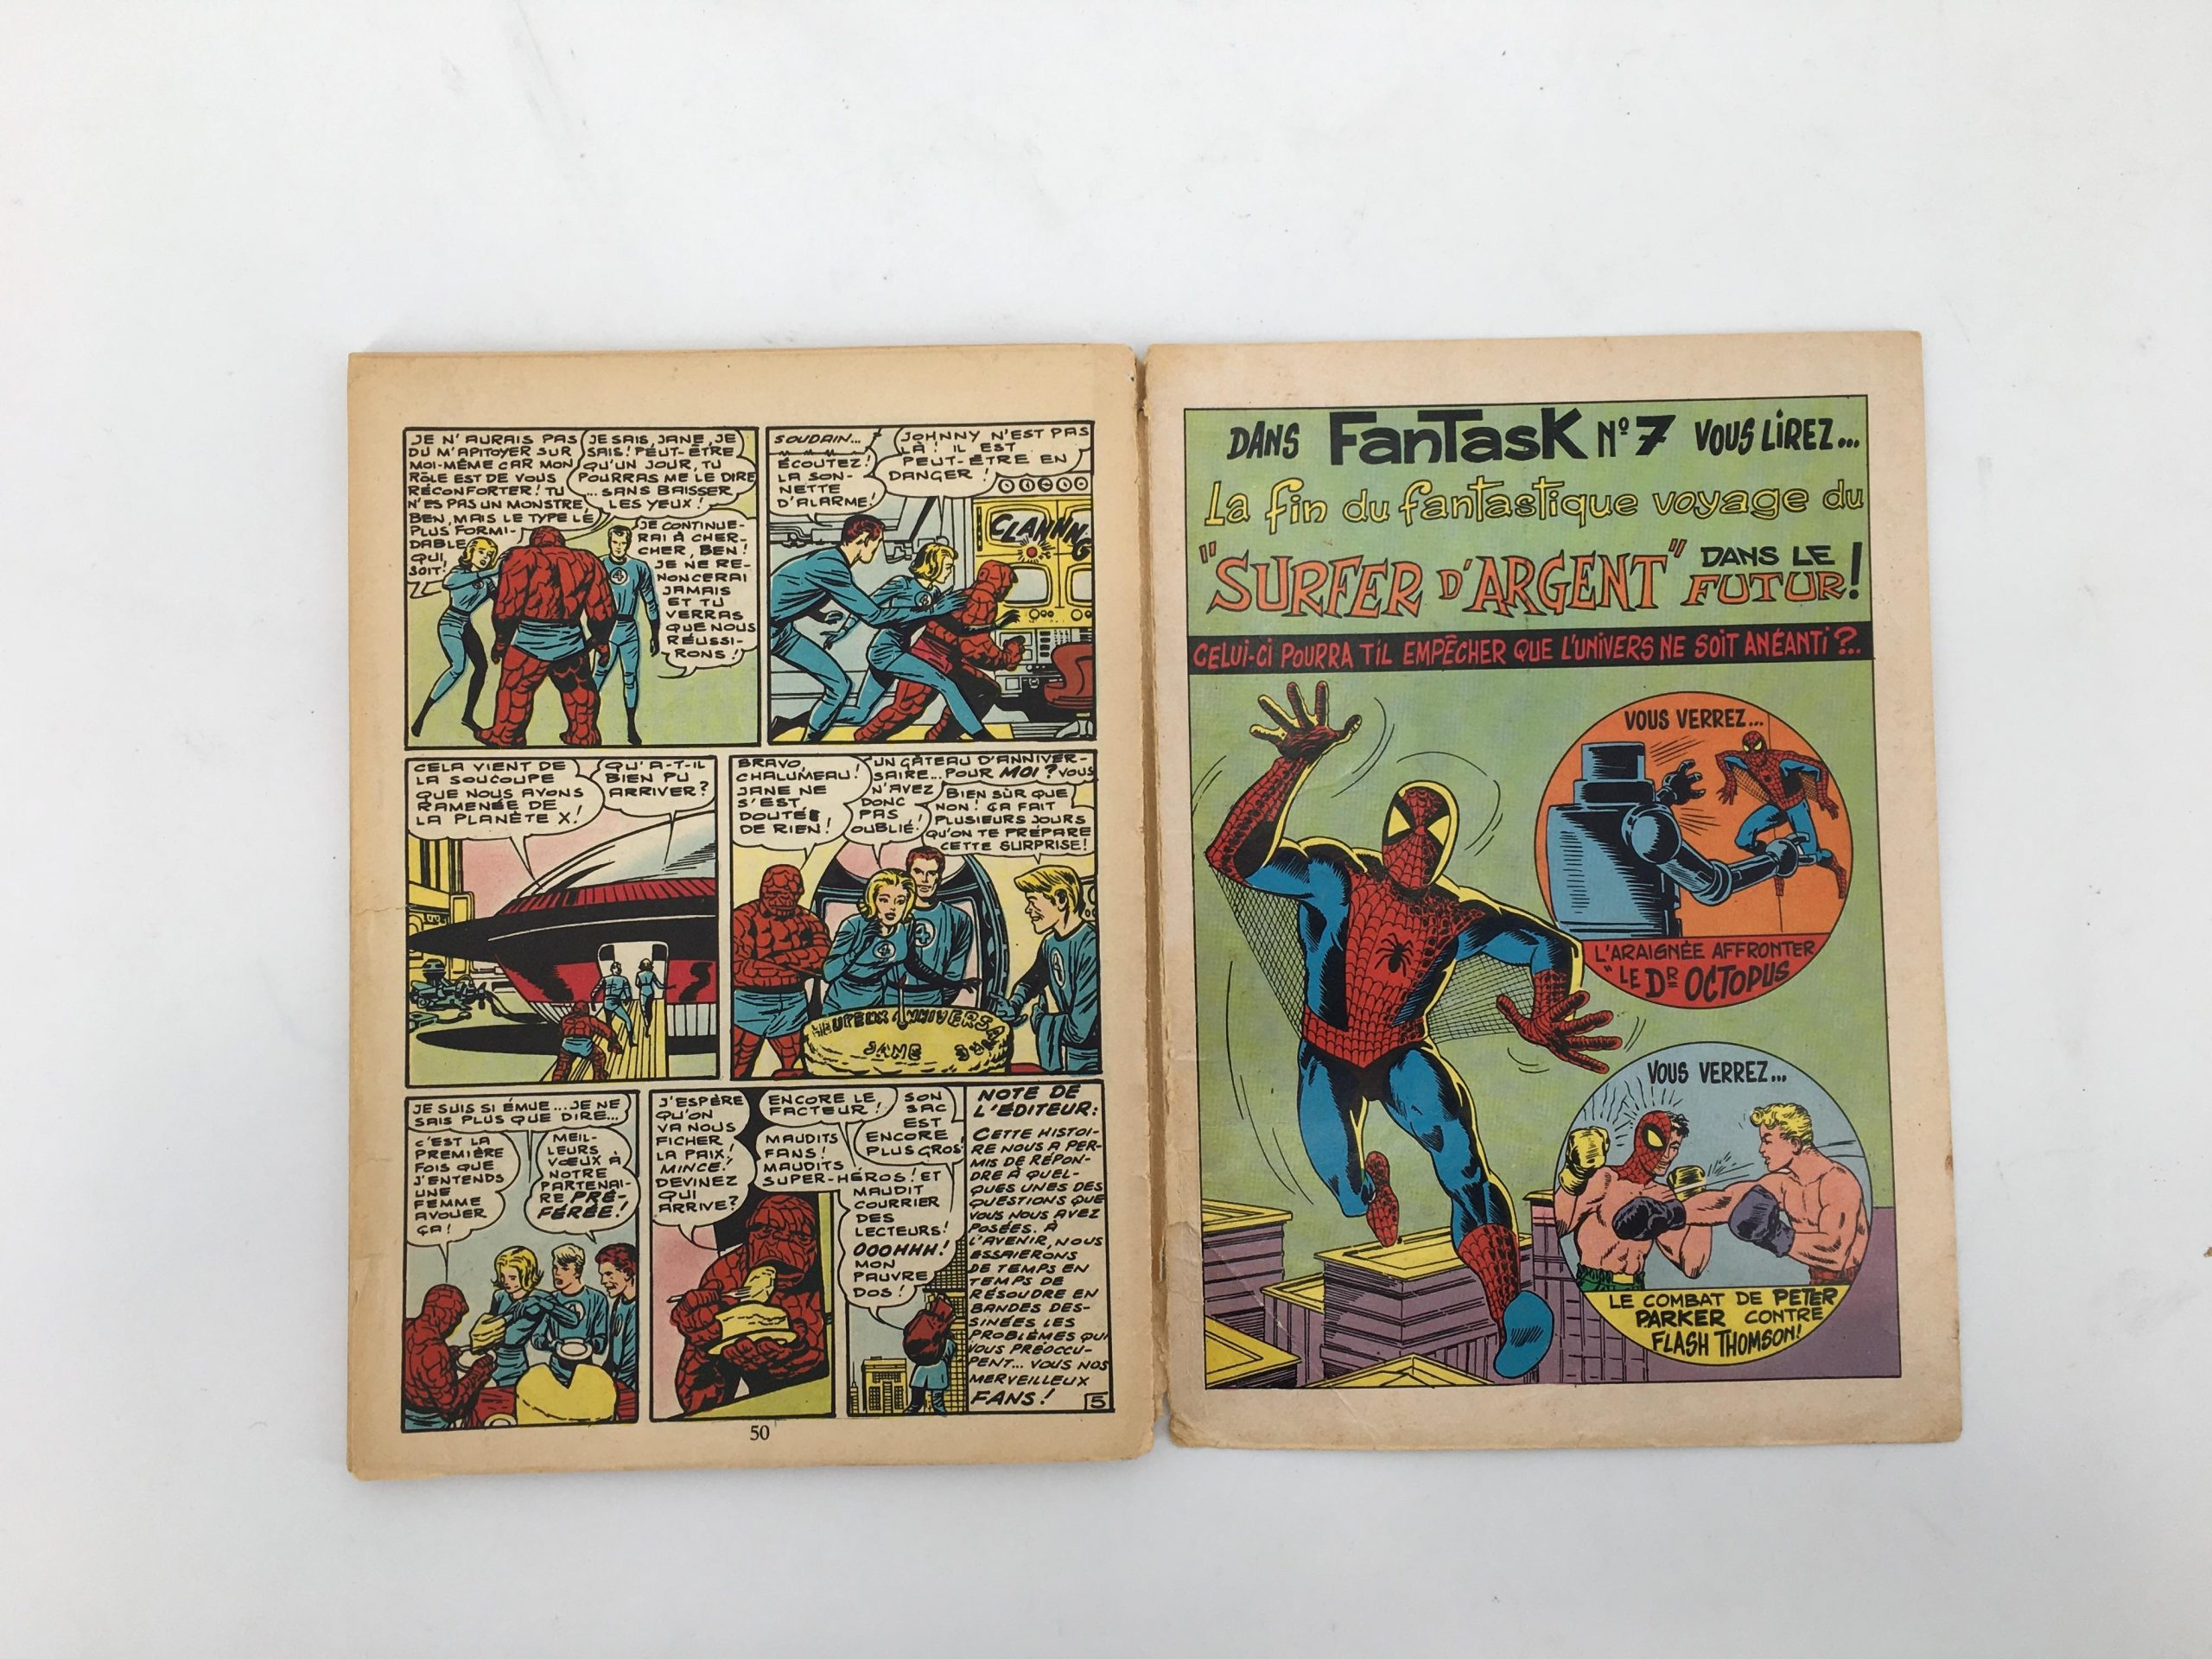 JE N'AURAIS PAS
DÛ M'APITOYER SUR
MOI-MÊME CAR MON
RÔLE EST DE VOUS
RÉCONFORTER! TU
N'ES PAS UN MONSTRE,
BEN, MAIS LE TYPE LE
PLUS FORMI-
DABLE
QUI
SOIT!
JE SAIS, JANE, JE
SAIS! PEUT-ÊTRE
QU'UN JOUR, TU
POURRAS ME LE DIRE
... SANS BAISSER
LES YEUX!
JE CONTINUE-
RAI À CHER-
CHER, BEN!
JE NE RE-
NONCERAI
JAMAIS
ET TU
VERRAS
QUE NOUS
RÉUSSI-
RONS!
SOUDAIN...
ÉCOUTEZ!
LA SON-
NETTE
D'ALARME!
JOHNNY N'EST PAS
LÀ! IL EST
PEUT-ÊTRE EN
DANGER!
CLANNNG
CELA VIENT DE
LA SOUCOUPE
QUE NOUS AVONS
RAMENÉE DE
LA PLANÈTE X!
QU'A-T-IL
BIEN PU
ARRIVER?
BRAVO,
CHALUMEAU!
JANE NE
S'EST
DOUTÉE
DE RIEN!
UN GÂTEAU D'ANNIVER-
SAIRE... POUR MOI? VOUS
N'AVEZ
DONC
PAS
OUBLIÉ!
BIEN SÛR QUE
NON! ÇA FAIT
PLUSIEURS JOURS
QU'ON TE PRÉPARE
CETTE SURPRISE!
HEUREUX ANNIVERSA
JANE
JE SUIS SI ÉMUE... JE NE
SAIS PLUS QUE DIRE...
C'EST LA
PREMIÈRE
FOIS QUE
J'ENTENDS
UNE
FEMME
AVOUER
ÇA!
MEIL-
LEURS
VŒUX À
NOTRE
PARTENAI-
RE PRÉ-
FÉRÉE!
J'ESPÈRE
QU'ON
VA NOUS
FICHER
LA PAIX!
MINCE!
DEVINEZ
QUI
ARRIVE?
ENCORE LE
FACTEUR!
SON
SAC
EST
ENCORE
PLUS GROS!
MAUDITS
FANS!
MAUDITS
SUPER-HÉROS! ET
MAUDIT
COURRIER
DES
LECTEURS!
OOOHHH!
MON
PAUVRE
DOS!
NOTE DE
L'ÉDITEUR:
CETTE HISTOI-
RE NOUS A PER-
MIS DE RÉPON-
DRE À QUEL-
QUES UNES DES
QUESTIONS QUE
VOUS NOUS AVEZ
POSÉES. À
L'AVENIR, NOUS
ESSAIERONS
DE TEMPS EN
TEMPS DE
RÉSOUDRE EN
BANDES DES-
SINÉES LES
PROBLÈMES QUI
VOUS PRÉOCCU-
PENT... VOUS NOS
MERVEILLEUX
FANS!
5
50
DANS FanTasK N° 7 VOUS LIREZ...
La fin du fantastique voyage du
"SURFER D'ARGENT" DANS LE
FUTUR!
CELUI-CI POURRA T'IL EMPÊCHER QUE L'UNIVERS NE SOIT ANÉANTI?..
VOUS VERREZ...
L'ARAIGNÉE AFFRONTER
"LE DR OCTOPUS
VOUS VERREZ...
LE COMBAT DE PETER
PARKER CONTRE
FLASH THOMSON!